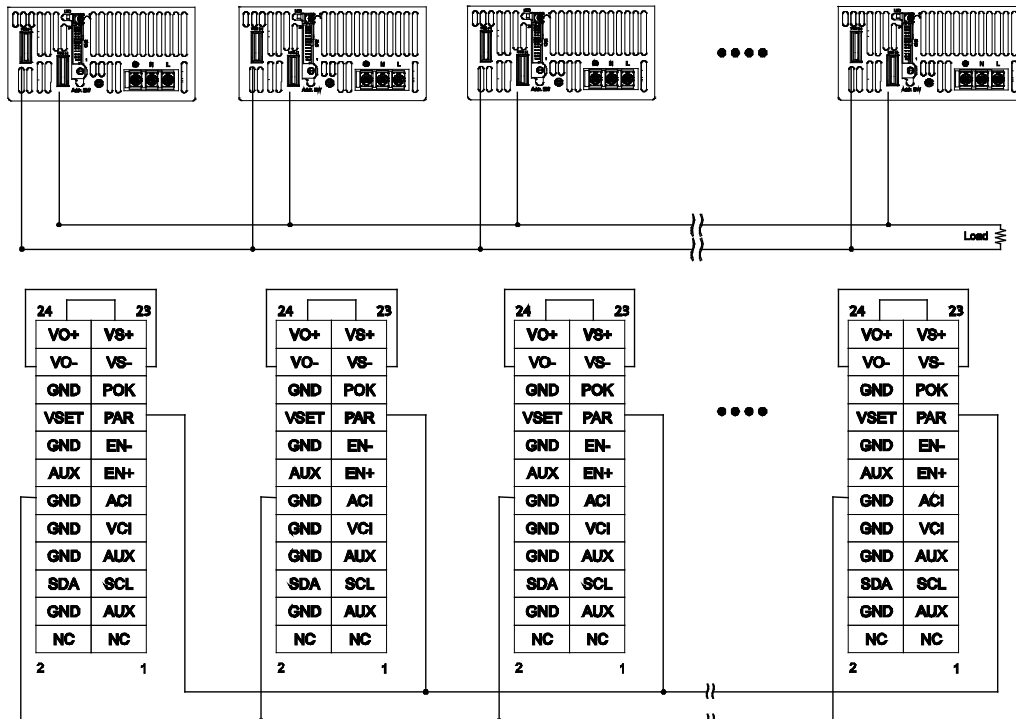 N L
N L
N L
N L
Load
24 23
VO+ VS+
VO- VS-
GND POK
VSET PAR
GND EN-
AUX EN+
GND ACI
GND VCI
GND AUX
SDA SCL
GND AUX
NC NC
2 1
24 23
VO+ VS+
VO- VS-
GND POK
VSET PAR
GND EN-
AUX EN+
GND ACI
GND VCI
GND AUX
SDA SCL
GND AUX
NC NC
2 1
24 23
VO+ VS+
VO- VS-
GND POK
VSET PAR
GND EN-
AUX EN+
GND ACI
GND VCI
GND AUX
SDA SCL
GND AUX
NC NC
2 1
24 23
VO+ VS+
VO- VS-
GND POK
VSET PAR
GND EN-
AUX EN+
GND ACI
GND VCI
GND AUX
SDA SCL
GND AUX
NC NC
2 1